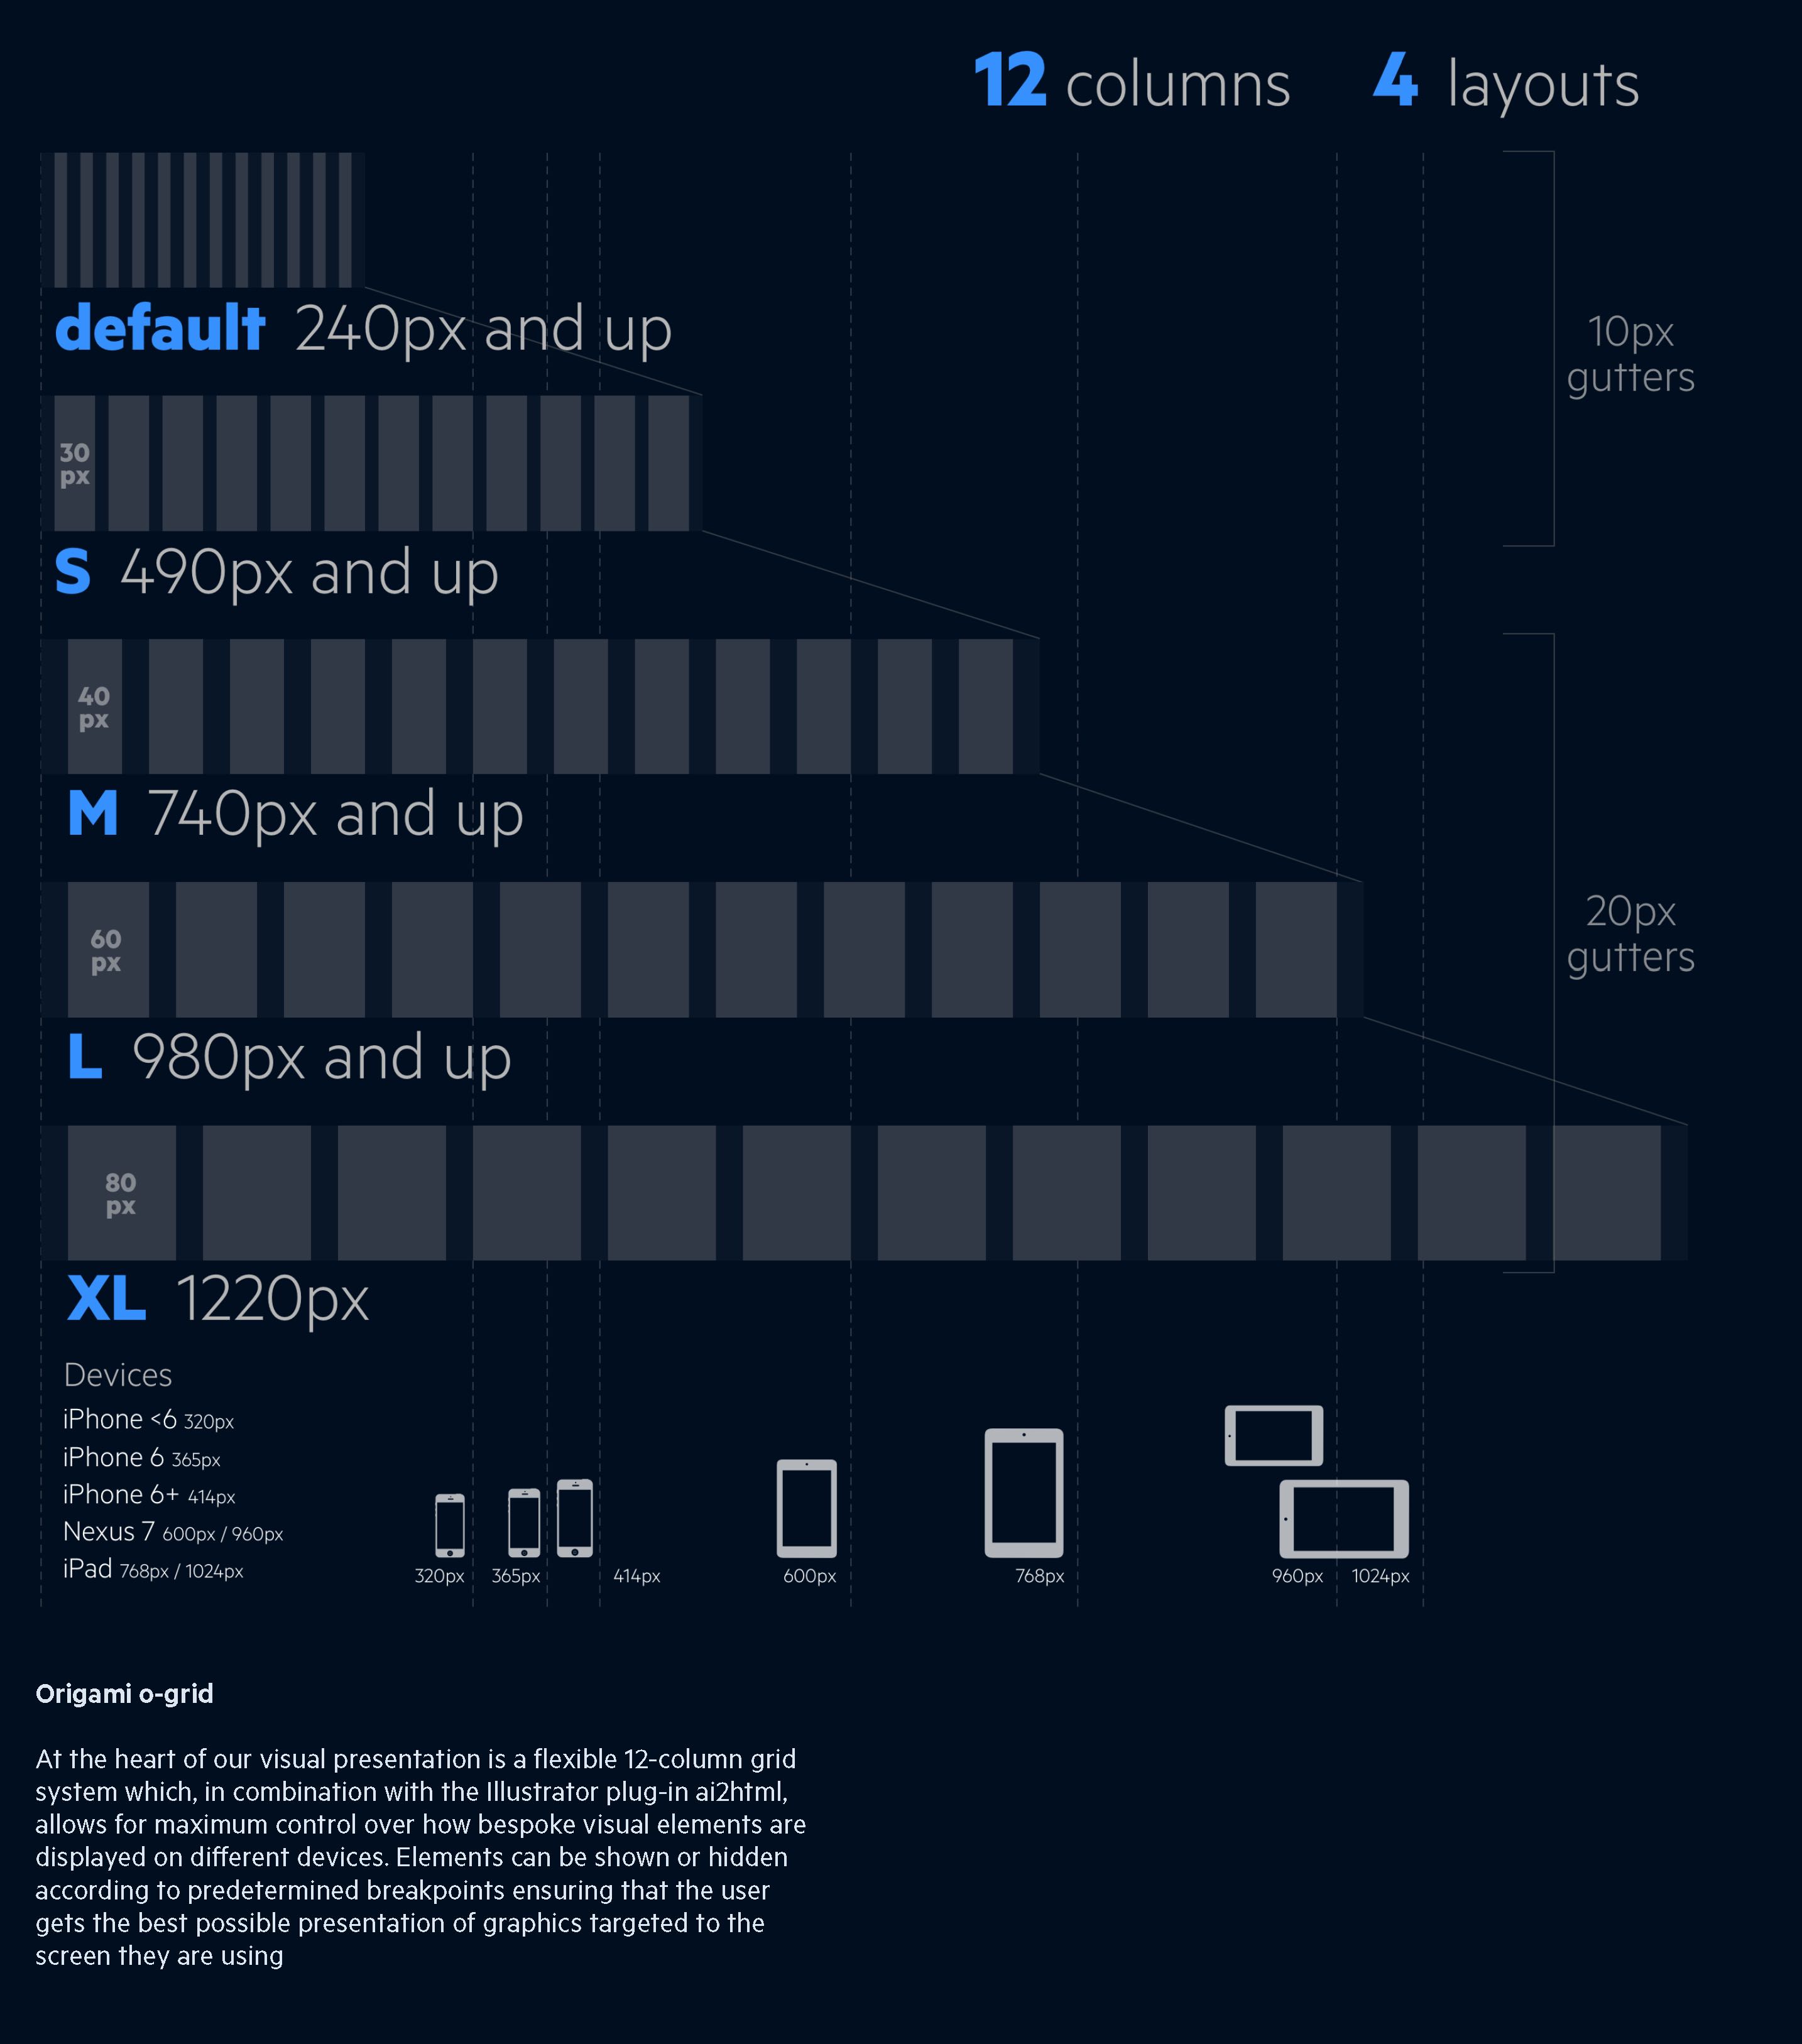 12 columns 4 layouts
default 240px and up
10px
gutters
30
px
S 490px and up
40
px
M 740px and up
60
px
20px
gutters
L 980px and up
80
px
XL 1220px
Devices
iPhone <6 320px
iPhone 6 365px
iPhone 6+ 414px
Nexus 7 600px / 960px
iPad 768px / 1024px
320px 365px 414px 600px 768px 960px 1024px
Origami o-grid
At the heart of our visual presentation is a flexible 12-column grid
system which, in combination with the Illustrator plug-in ai2html,
allows for maximum control over how bespoke visual elements are
displayed on different devices. Elements can be shown or hidden
according to predetermined breakpoints ensuring that the user
gets the best possible presentation of graphics targeted to the
screen they are using